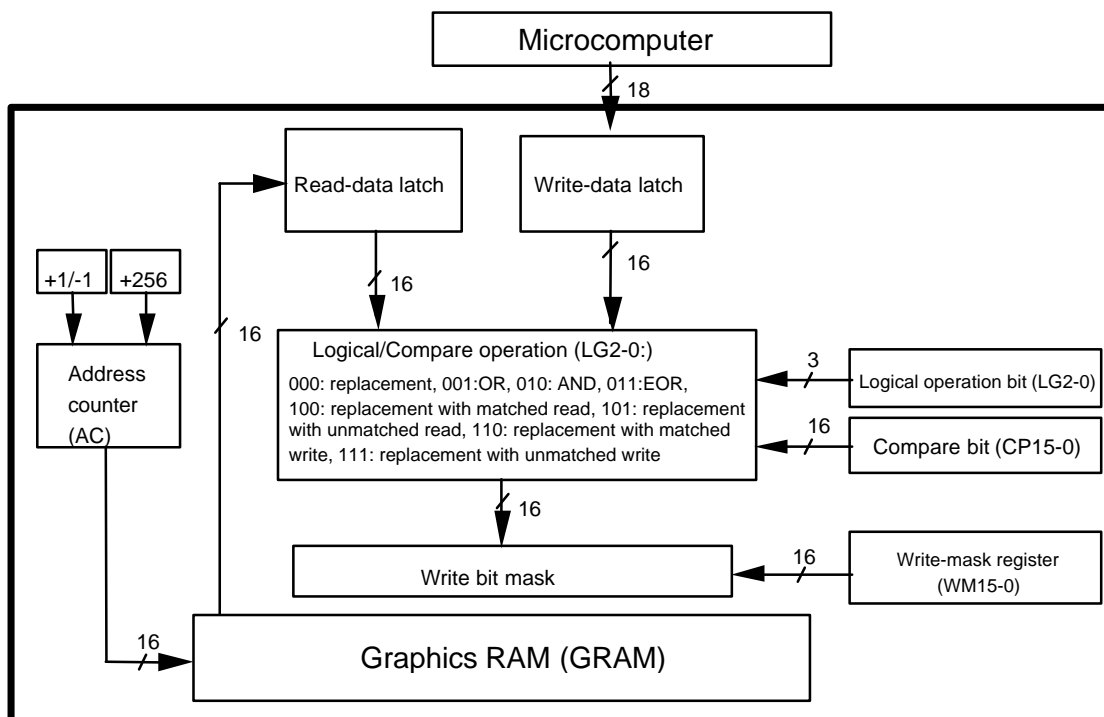 Microcomputer
18
Read-data latch
Write-data latch
+1/-1
+256
16
16
16
Address
counter
(AC)
Logical/Compare operation (LG2-0:)
000: replacement, 001:OR, 010: AND, 011:EOR,
100: replacement with matched read, 101: replacement
with unmatched read, 110: replacement with matched
write, 111: replacement with unmatched write
3
Logical operation bit (LG2-0)
16
Compare bit (CP15-0)
16
Write bit mask
16
Write-mask register
(WM15-0)
16
Graphics RAM (GRAM)